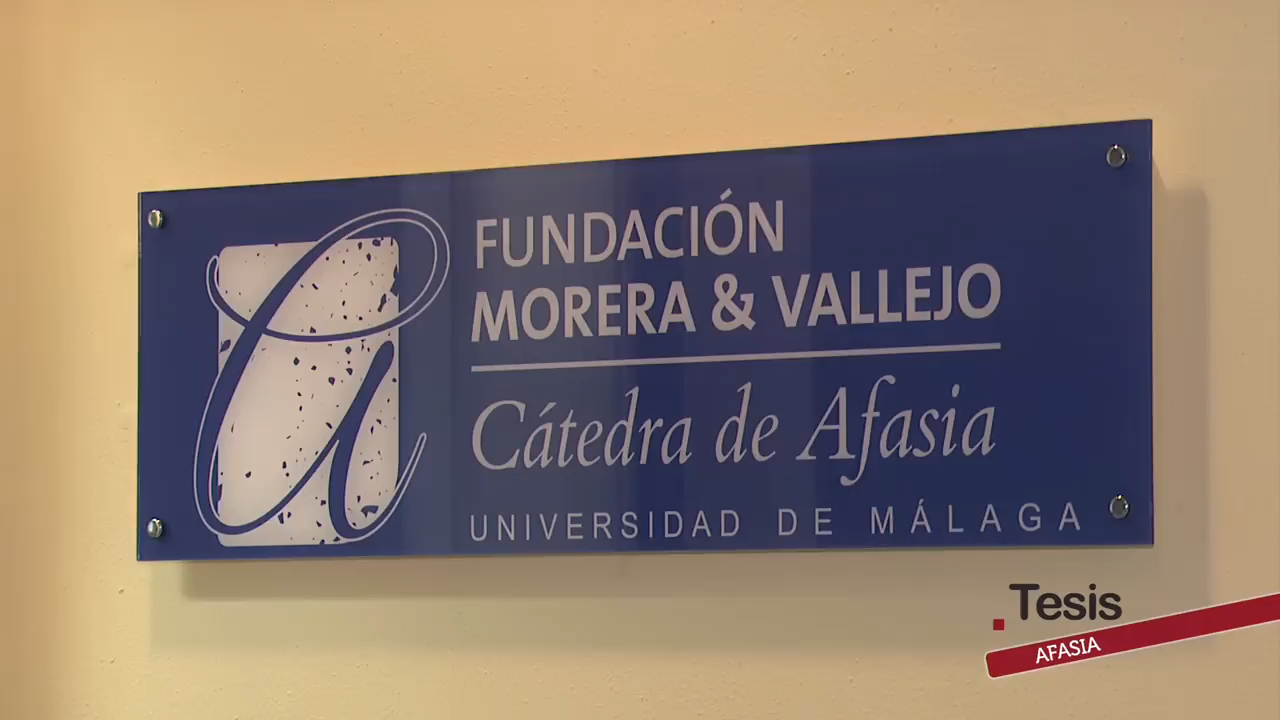 FUNDACIÓN
MORERA & VALLEJO
Cátedra de Afasia
UNIVERSIDAD DE MÁLAGA
Tesis
AFASIA